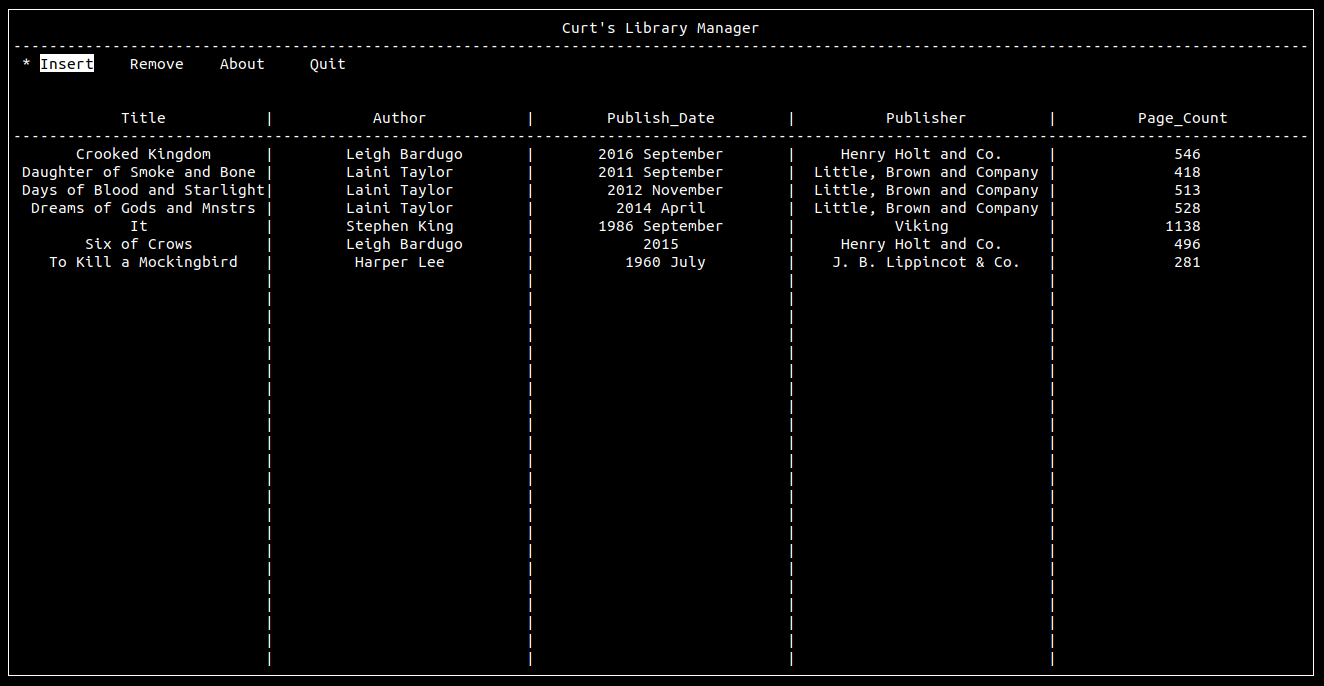 Curt's Library Manager
* Insert Remove About Quit
Title | Author | Publish_Date | Publisher | Page_Count
Crooked Kingdom | Leigh Bardugo | 2016 September | Henry Holt and Co. | 546
Daughter of Smoke and Bone | Laini Taylor | 2011 September | Little, Brown and Company | 418
Days of Blood and Starlight| Laini Taylor | 2012 November | Little, Brown and Company | 513
Dreams of Gods and Mnstrs | Laini Taylor | 2014 April | Little, Brown and Company | 528
It | Stephen King | 1986 September | Viking | 1138
Six of Crows | Leigh Bardugo | 2015 | Henry Holt and Co. | 496
To Kill a Mockingbird | Harper Lee | 1960 July | J. B. Lippincot & Co. | 281